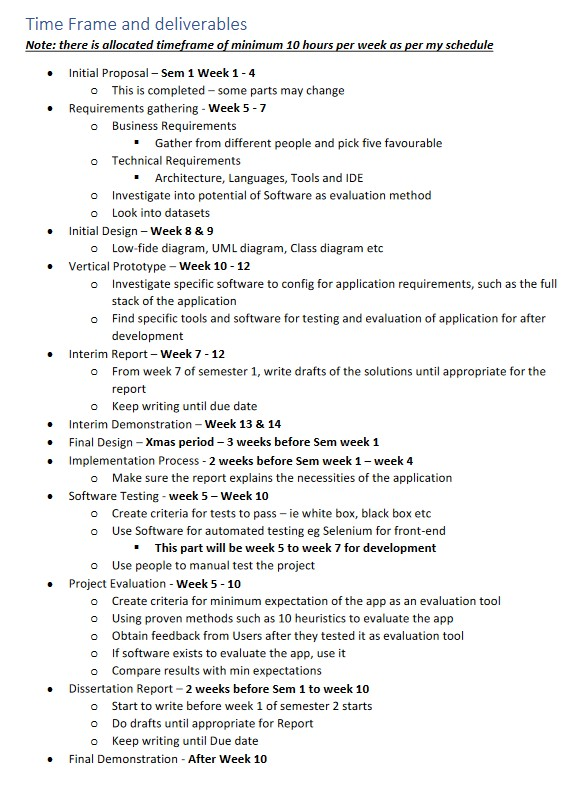 Time Frame and deliverables
Note: there is allocated timeframe of minimum 10 hours per week as per my schedule
• Initial Proposal – Sem 1 Week 1 - 4
o This is completed – some parts may change
• Requirements gathering - Week 5 - 7
o Business Requirements
▪ Gather from different people and pick five favourable
o Technical Requirements
▪ Architecture, Languages, Tools and IDE
o Investigate into potential of Software as evaluation method
o Look into datasets
• Initial Design – Week 8 & 9
o Low-fide diagram, UML diagram, Class diagram etc
• Vertical Prototype – Week 10 - 12
o Investigate specific software to config for application requirements, such as the full
stack of the application
o Find specific tools and software for testing and evaluation of application for after
development
• Interim Report – Week 7 - 12
o From week 7 of semester 1, write drafts of the solutions until appropriate for the
report
o Keep writing until due date
• Interim Demonstration – Week 13 & 14
• Final Design – Xmas period – 3 weeks before Sem week 1
• Implementation Process - 2 weeks before Sem week 1 – week 4
o Make sure the report explains the necessities of the application
• Software Testing - week 5 – Week 10
o Create criteria for tests to pass – ie white box, black box etc
o Use Software for automated testing eg Selenium for front-end
▪ This part will be week 5 to week 7 for development
o Use people to manual test the project
• Project Evaluation - Week 5 - 10
o Create criteria for minimum expectation of the app as an evaluation tool
o Using proven methods such as 10 heuristics to evaluate the app
o Obtain feedback from Users after they tested it as evaluation tool
o If software exists to evaluate the app, use it
o Compare results with min expectations
• Dissertation Report – 2 weeks before Sem 1 to week 10
o Start to write before week 1 of semester 2 starts
o Do drafts until appropriate for Report
o Keep writing until Due date
• Final Demonstration - After Week 10